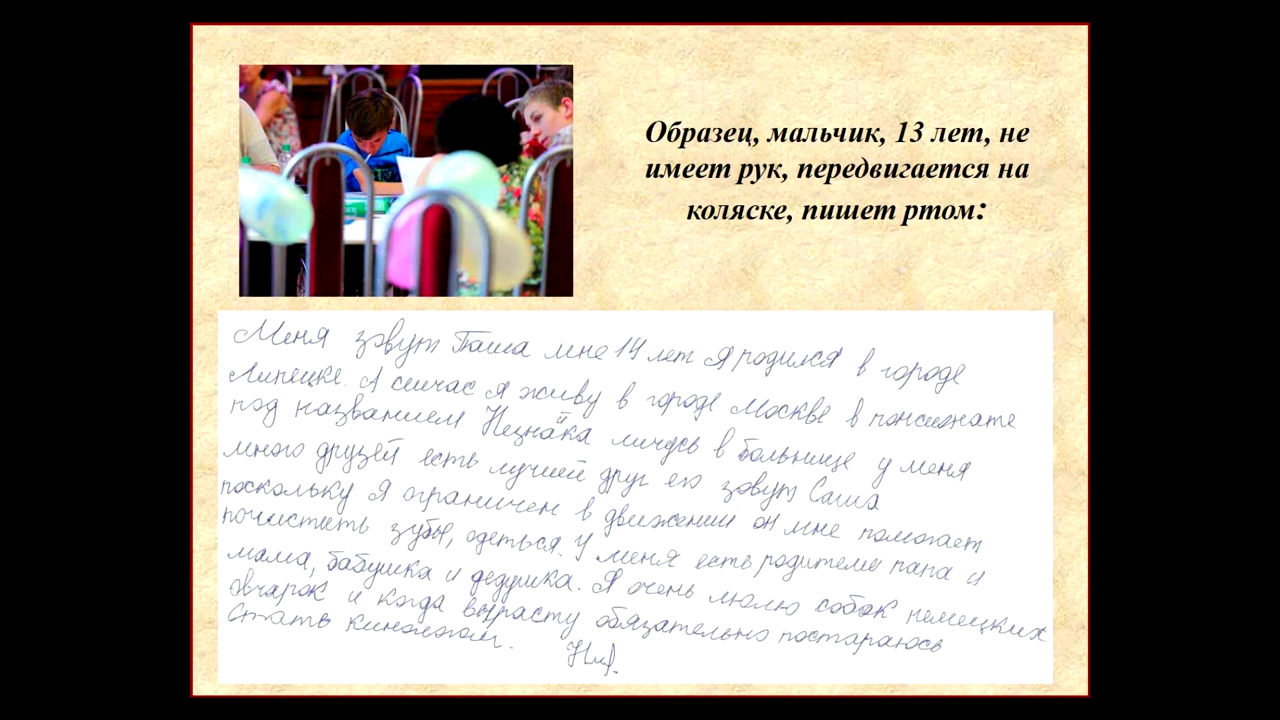 Образец, мальчик, 13 лет, не
имеет рук, передвигается на
коляске, пишет ртом:
Меня зовут Паша мне 14 лет Я родился в городе
Липецке. А сейчас я живу в городе Москве в
под названием лечусь в больнице у меня
много друзей есть лучший друг его зовут Саша
поскольку я ограничен в движении он мне помогает
почистить зубы, одеться. У меня есть родители папа и
мама, бабушка и дедушка. Я очень люлю собак немецких
овчарок и когда вырасту обязательно постараюсь
стать кинологом.